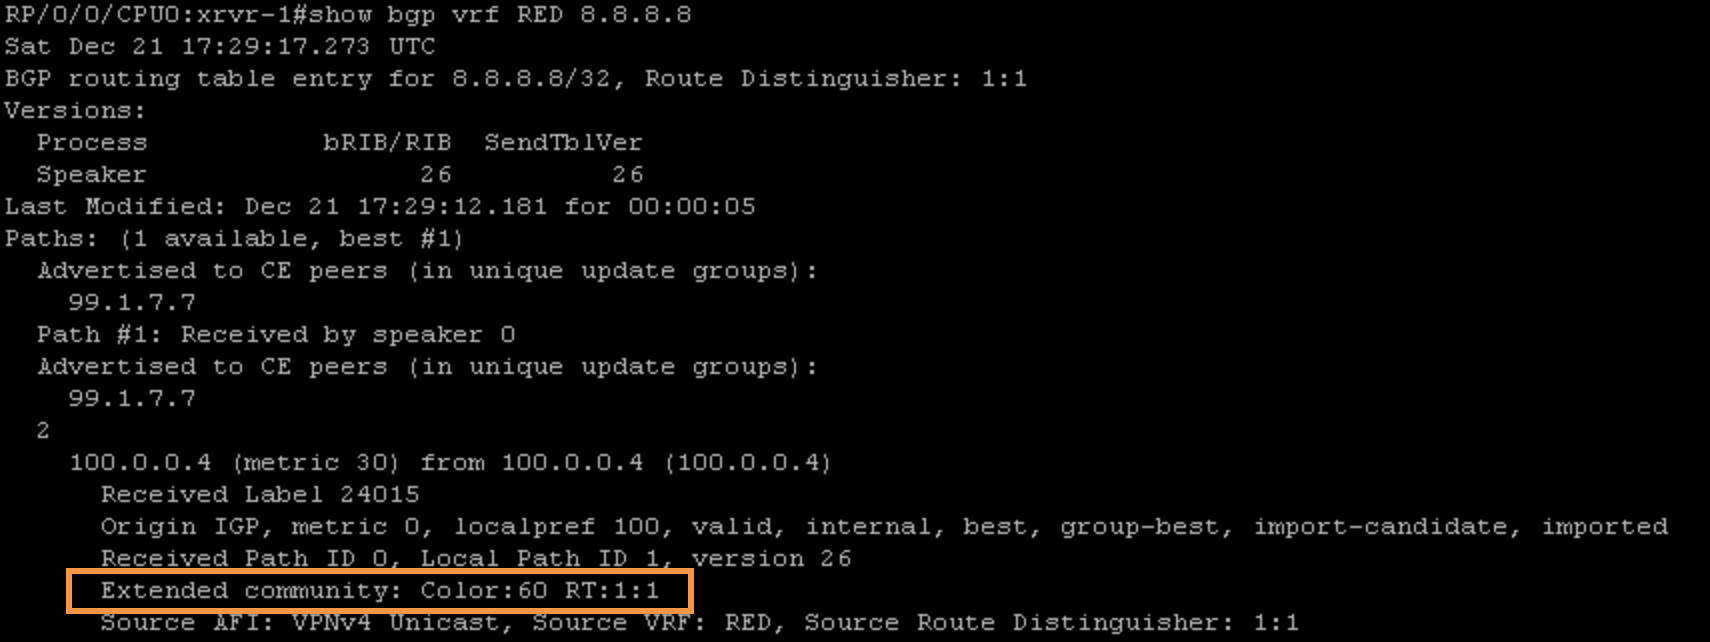 RP/0/0/CPU0:xrvr-1#show bgp vrf RED 8.8.8.8
Sat Dec 21 17:29:17.273 UTC
BGP routing table entry for 8.8.8.8/32, Route Distinguisher: 1:1
Versions:
  Process           bRIB/RIB  SendTblVer
  Speaker                 26          26
Last Modified: Dec 21 17:29:12.181 for 00:00:05
Paths: (1 available, best #1)
  Advertised to CE peers (in unique update groups):
    99.1.7.7
  Path #1: Received by speaker 0
  Advertised to CE peers (in unique update groups):
    99.1.7.7
  2
    100.0.0.4 (metric 30) from 100.0.0.4 (100.0.0.4)
      Received Label 24015
      Origin IGP, metric 0, localpref 100, valid, internal, best, group-best, import-candidate, imported
      Received Path ID 0, Local Path ID 1, version 26
      Extended community: Color:60 RT:1:1
      Source AFI: VPNv4 Unicast, Source VRF: RED, Source Route Distinguisher: 1:1